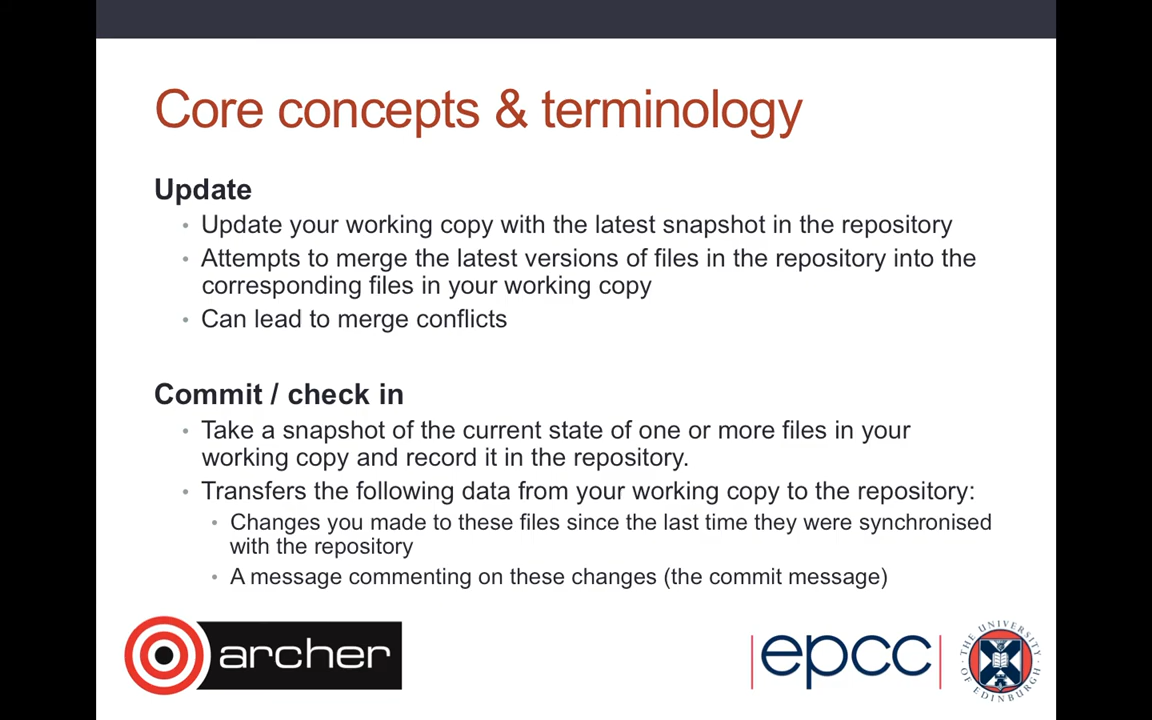 Core concepts & terminology
Update
• Update your working copy with the latest snapshot in the repository
• Attempts to merge the latest versions of files in the repository into the
corresponding files in your working copy
• Can lead to merge conflicts
Commit / check in
• Take a snapshot of the current state of one or more files in your
working copy and record it in the repository.
• Transfers the following data from your working copy to the repository:
• Changes you made to these files since the last time they were synchronised
with the repository
• A message commenting on these changes (the commit message)
archer
epcc
THE UNIVERSITY
OF EDINBURGH